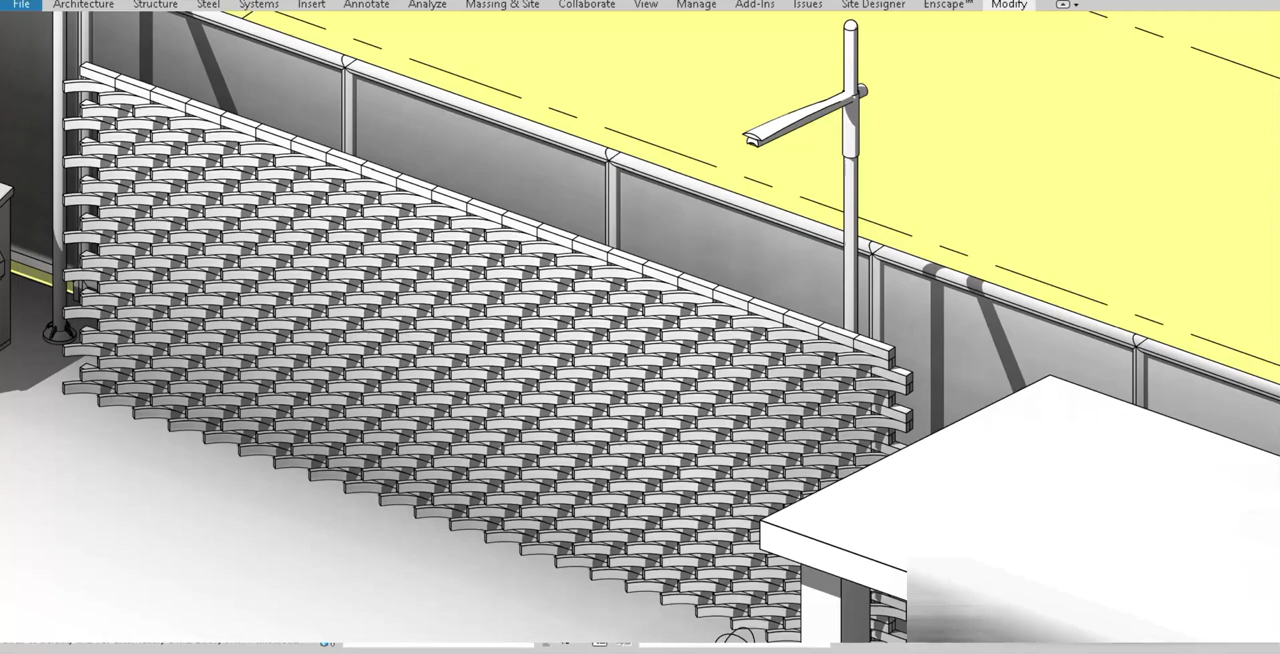 File Architecture Structure Steel Systems Insert Annotate Analyze Massing & Site Collaborate View Manage Add-Ins Issues Site Designer Enscape™ Modify